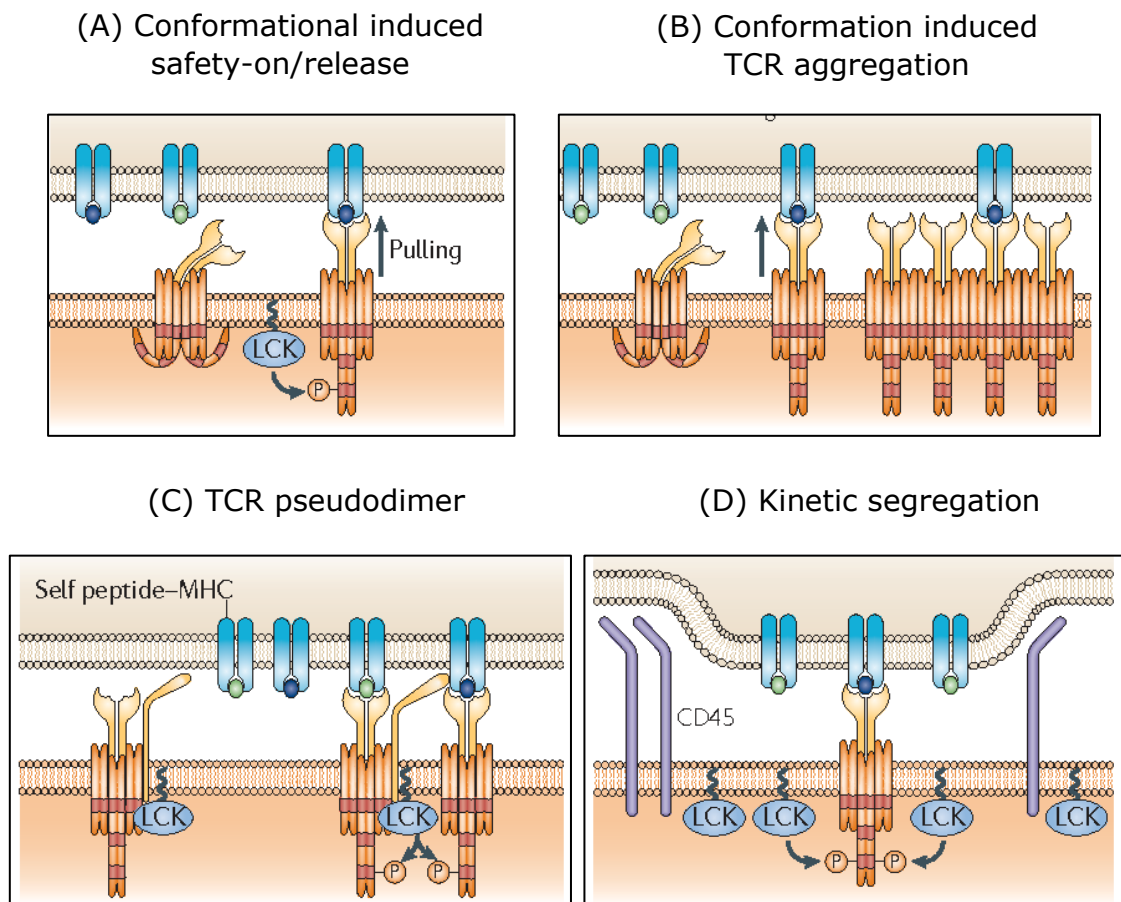 (A) Conformational induced
safety-on/release
(B) Conformation induced
TCR aggregation
Pulling
LCK
P
(C) TCR pseudodimer
(D) Kinetic segregation
Self peptide–MHC
LCK
LCK
P
P
CD45
LCK
LCK
LCK
LCK
P
P